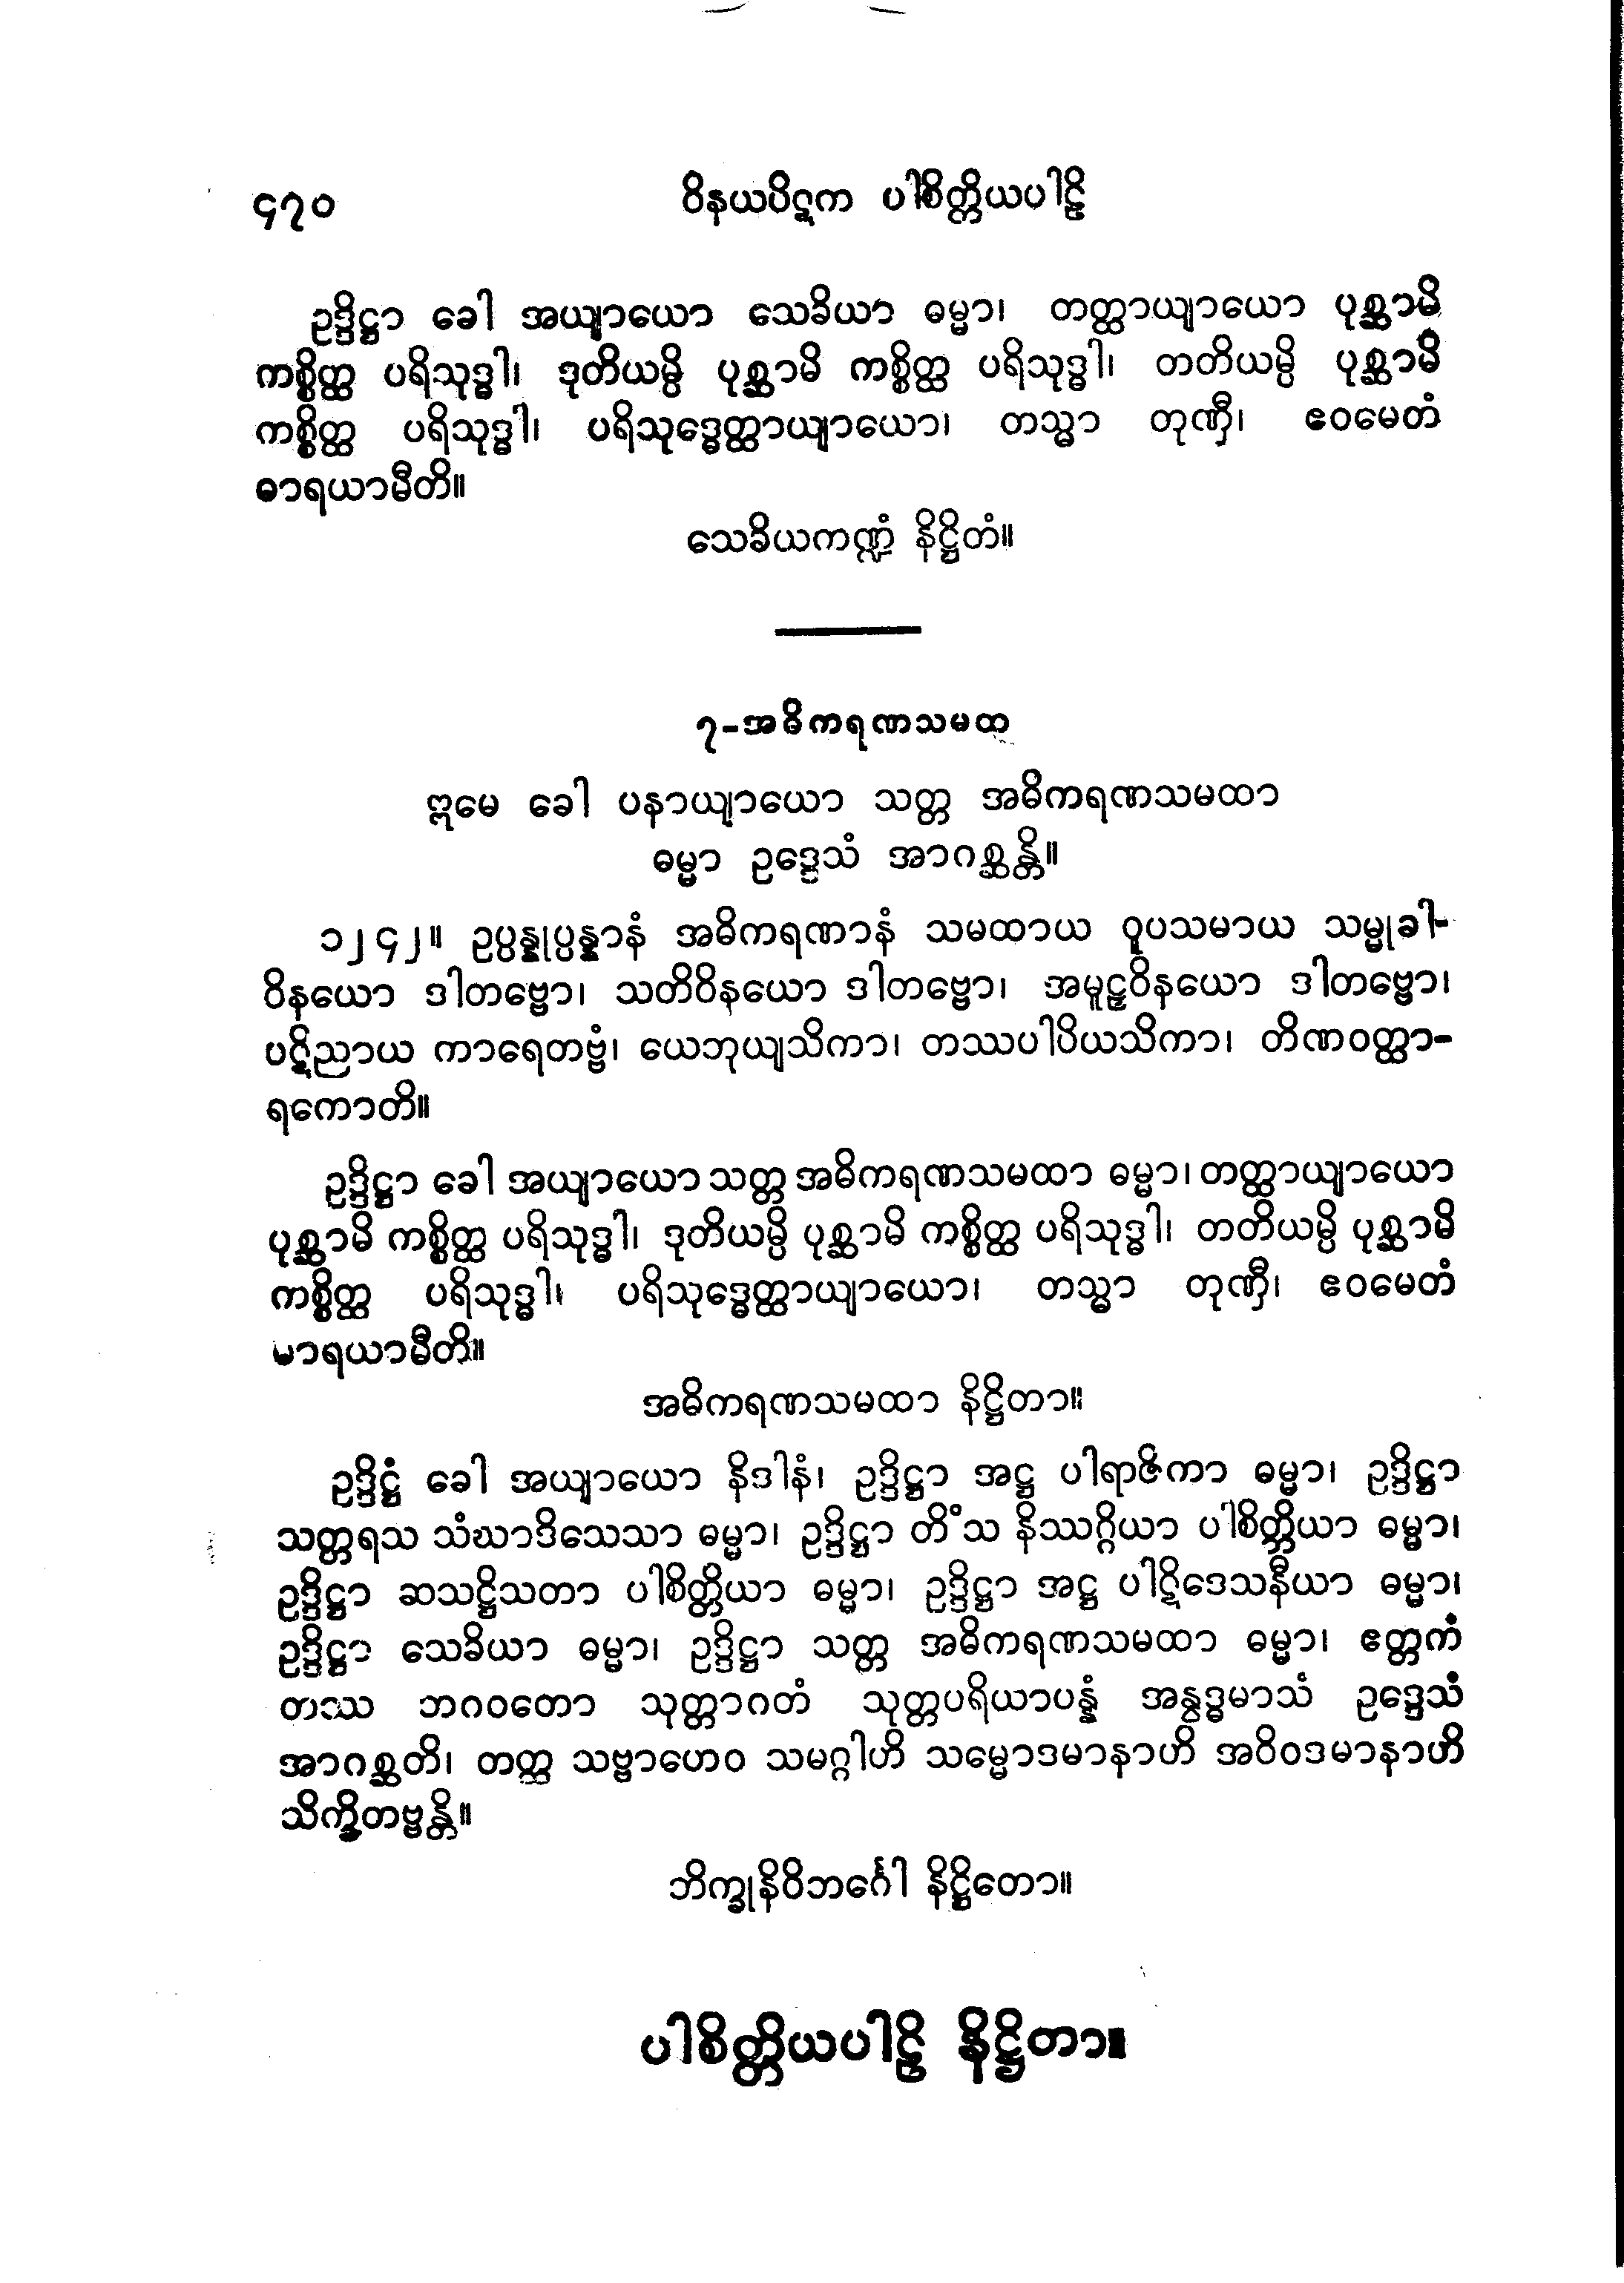 ၄၇၀ ဝိနယပိဋက ပါစိတ္တိယပါဠိ
ဥဒ္ဒိဋ္ဌာ ခေါ အယျာယော သေခိယာ ဓမ္မာ၊ တတ္ထာယျာယော ပုစ္ဆာမိ
ကစ္စိတ္ထ ပရိသုဒ္ဓါ၊ ဒုတိယမ္ပိ ပုစ္ဆာမိ ကစ္စိတ္ထ ပရိသုဒ္ဓါ၊ တတိယမ္ပိ ပုစ္ဆာမိ
ကစ္စိတ္ထ ပရိသုဒ္ဓါ၊ ပရိသုဒ္ဓေတ္ထာယျာယော၊ တသ္မာ တုဏှီ၊ ဧဝမေတံ
ဓာရယာမီတိ။
သေခိယကဏ္ဍံ နိဋ္ဌိတံ။
၇-အဓိကရဏသမထ
ဣမေ ခေါ ပနာယျာယော သတ္တ အဓိကရဏသမထာ
ဓမ္မာ ဥဒ္ဒေသံ အာဂစ္ဆန္တိ။
၁၂၄၂။ ဥပ္ပန္နုပ္ပန္နာနံ အဓိကရဏာနံ သမထာယ ဝူပသမာယ သမ္မုခါ-
ဝိနယော ဒါတဗ္ဗော၊ သတိဝိနယော ဒါတဗ္ဗော၊ အမူဠှဝိနယော ဒါတဗ္ဗော၊
ပဋိညာယ ကာရေတဗ္ဗံ၊ ယေဘုယျသိကာ၊ တဿပါပိယသိကာ၊ တိဏဝတ္ထာ-
ရကောတိ။
ဥဒ္ဒိဋ္ဌာ ခေါ အယျာယော သတ္တ အဓိကရဏသမထာ ဓမ္မာ၊ တတ္ထာယျာယော
ပုစ္ဆာမိ ကစ္စိတ္ထ ပရိသုဒ္ဓါ၊ ဒုတိယမ္ပိ ပုစ္ဆာမိ ကစ္စိတ္ထ ပရိသုဒ္ဓါ၊ တတိယမ္ပိ ပုစ္ဆာမိ
ကစ္စိတ္ထ ပရိသုဒ္ဓါ၊ ပရိသုဒ္ဓေတ္ထာယျာယော၊ တသ္မာ တုဏှီ၊ ဧဝမေတံ
ဓာရယာမီတိ။
အဓိကရဏသမထာ နိဋ္ဌိတာ။
ဥဒ္ဒိဋ္ဌံ ခေါ အယျာယော နိဒါနံ၊ ဥဒ္ဒိဋ္ဌာ အဋ္ဌ ပါရာဇိကာ ဓမ္မာ၊ ဥဒ္ဒိဋ္ဌာ
သတ္တရသ သံဃာဒိသေသာ ဓမ္မာ၊ ဥဒ္ဒိဋ္ဌာ တိံသ နိဿဂ္ဂိယာ ပါစိတ္တိယာ ဓမ္မာ၊
ဥဒ္ဒိဋ္ဌာ ဆသဋ္ဌိသတာ ပါစိတ္တိယာ ဓမ္မာ၊ ဥဒ္ဒိဋ္ဌာ အဋ္ဌ ပါဋိဒေသနီယာ ဓမ္မာ၊
ဥဒ္ဒိဋ္ဌာ သေခိယာ ဓမ္မာ၊ ဥဒ္ဒိဋ္ဌာ သတ္တ အဓိကရဏသမထာ ဓမ္မာ၊ ဧတ္တကံ
တဿ ဘဂဝတော သုတ္တာဂတံ သုတ္တပရိယာပန္နံ အနွဒ္ဓမာသံ ဥဒ္ဒေသံ
အာဂစ္ဆတိ၊ တတ္ထ သဗ္ဗာဟေဝ သမဂ္ဂါဟိ သမ္မောဒမာနာဟိ အဝိဝဒမာနာဟိ
သိက္ခိတဗ္ဗန္တိ။
ဘိက္ခုနိဝိဘင်္ဂေါ နိဋ္ဌိတော။
ပါစိတ္တိယပါဠိ နိဋ္ဌိတာ။